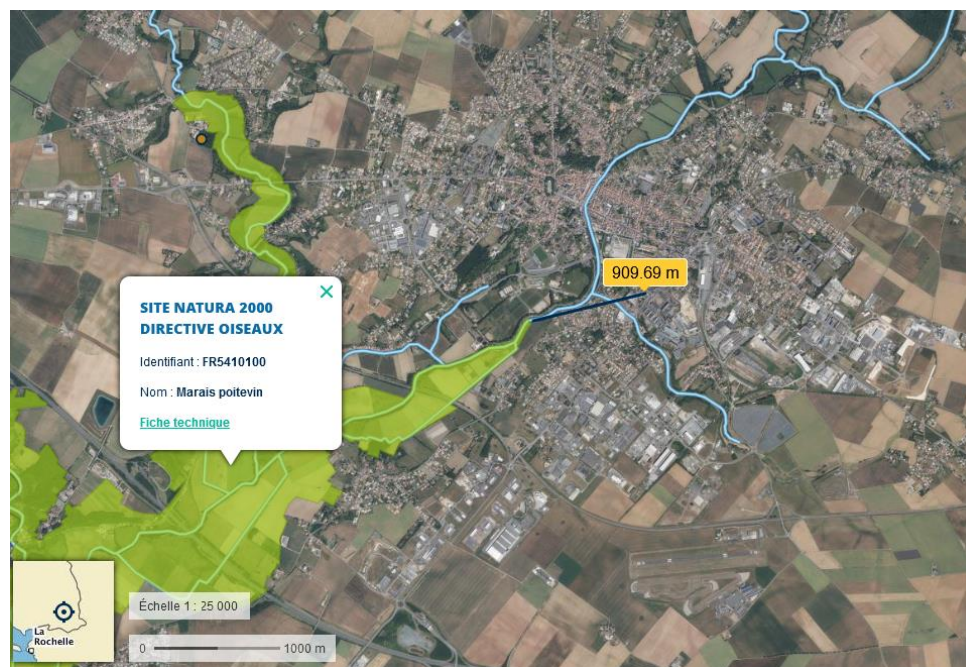 909.69 m
SITE NATURA 2000
DIRECTIVE OISEAUX
Identifiant : FR5410100
Nom : Marais poitevin
Fiche technique
Échelle 1 : 25 000
La
Rochelle
0 1000 m